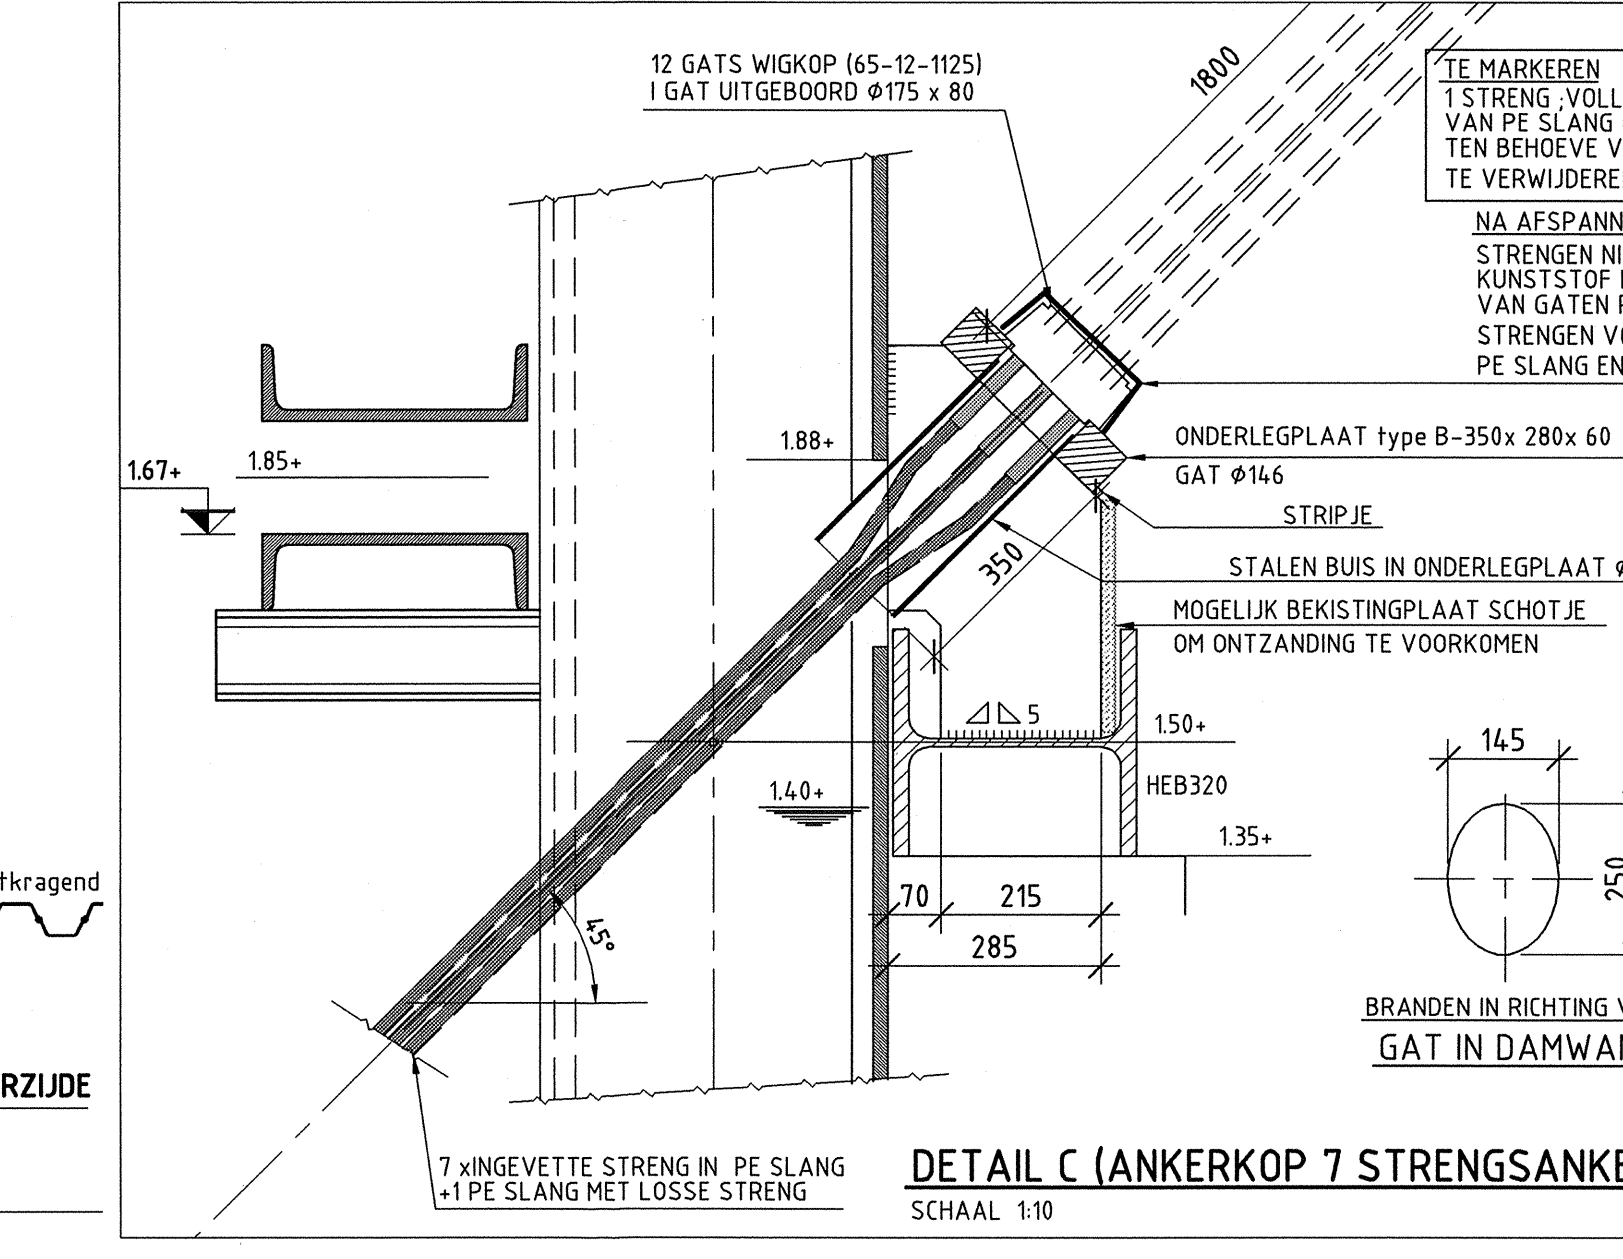 12 GATS WIGKOP (65-12-1125)
1 GAT UITGEBOORD ⌀175 x 80
1800
TE MARKEREN
1 STRENG ;VOLL
VAN PE SLANG
TEN BEHOEVE V
TE VERWIJDERE
NA AFSPANN
STRENGEN NI
KUNSTSTOF
VAN GATEN
STRENGEN VO
PE SLANG EN
ONDERLEGPLAAT type B-350x 280x 60
GAT ⌀146
STRIPJE
STALEN BUIS IN ONDERLEGPLAAT ⌀
MOGELIJK BEKISTINGPLAAT SCHOTJE
OM ONTZANDING TE VOORKOMEN
1.67+
1.85+
1.88+
350
5
1.50+
HEB320
1.40+
1.35+
145
250
70
215
285
45°
tkragend
RZIJDE
BRANDEN IN RICHTING V
GAT IN DAMWA
7 xINGEVETTE STRENG IN PE SLANG
+1 PE SLANG MET LOSSE STRENG
DETAIL C (ANKERKOP 7 STRENGSANKE
SCHAAL 1:10